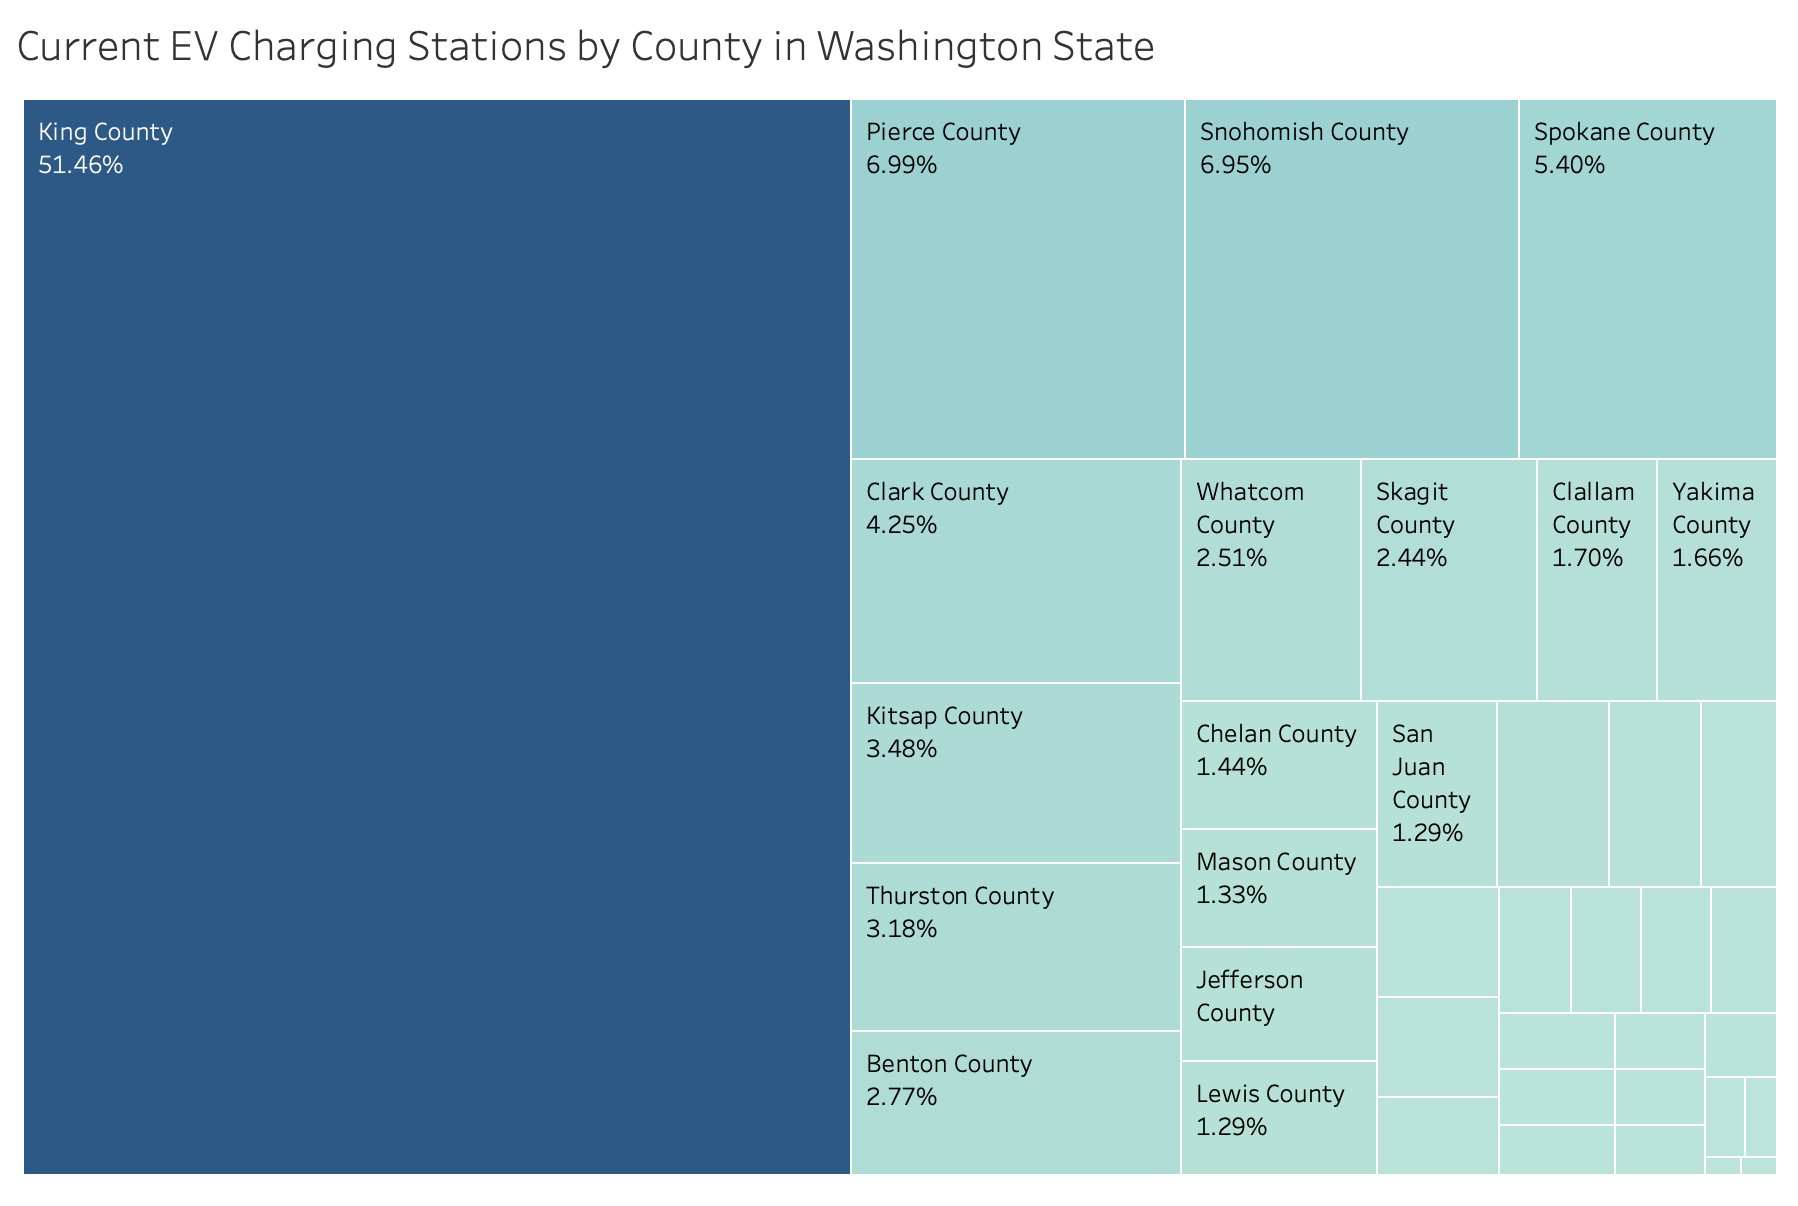 Current EV Charging Stations by County in Washington State
King County
51.46%
Pierce County
6.99%
Snohomish County
6.95%
Spokane County
5.40%
Clark County
4.25%
Whatcom
County
2.51%
Skagit
County
2.44%
Clallam
County
1.70%
Yakima
County
1.66%
Kitsap County
3.48%
Chelan County
1.44%
San
Juan
County
1.29%
Mason County
1.33%
Thurston County
3.18%
Jefferson
County
Benton County
2.77%
Lewis County
1.29%